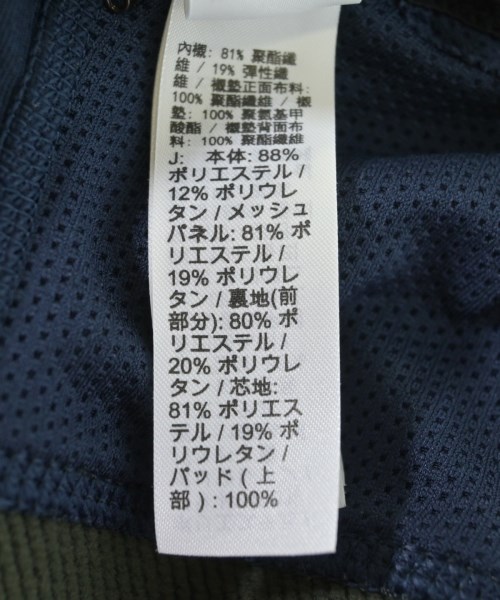 內襯: 81% 聚酯纖
維 / 19% 彈性纖
維 / 襯墊正面布料:
100% 聚酯纖維 / 襯
墊: 100% 聚氨基甲
酸酯 / 襯墊背面布
料: 100% 聚酯纖維
J: 本体: 88%
ポリエステル /
12% ポリウレ
タン / メッシュ
パネル: 81% ポ
リエステル /
19% ポリウレ
タン / 裏地(前
部分): 80% ポ
リエステル /
20% ポリウレ
タン / 芯地:
81% ポリエス
テル / 19% ポ
リウレタン /
パッド ( 上
部 ) : 100%